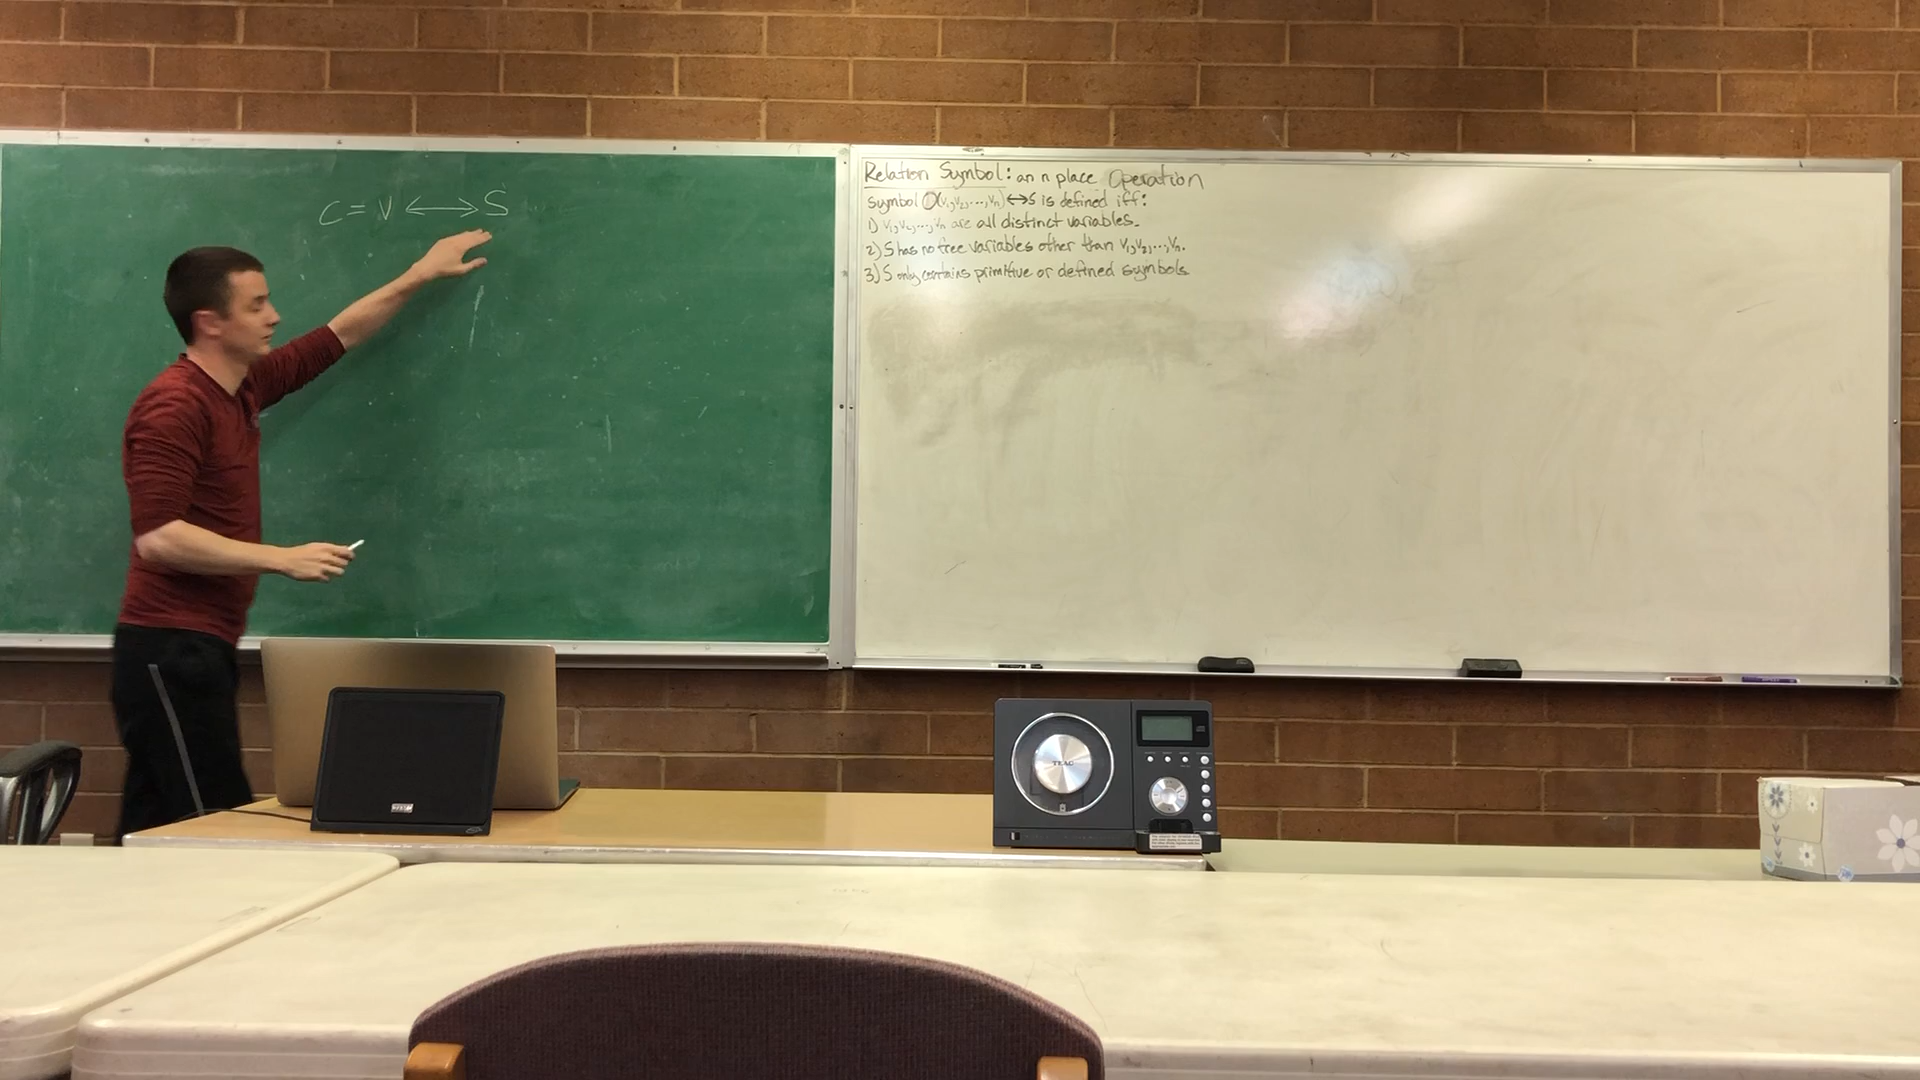 C = V ⟷ S
Relation Symbol: an n place Operation
symbol O(v₁,v₂,...,vₙ) ↔ S is defined iff:
1) v₁,v₂,...,vₙ are all distinct variables.
2) S has no free variables other than v₁,v₂,...,vₙ.
3) S only contains primitive or defined symbols.
TEAC